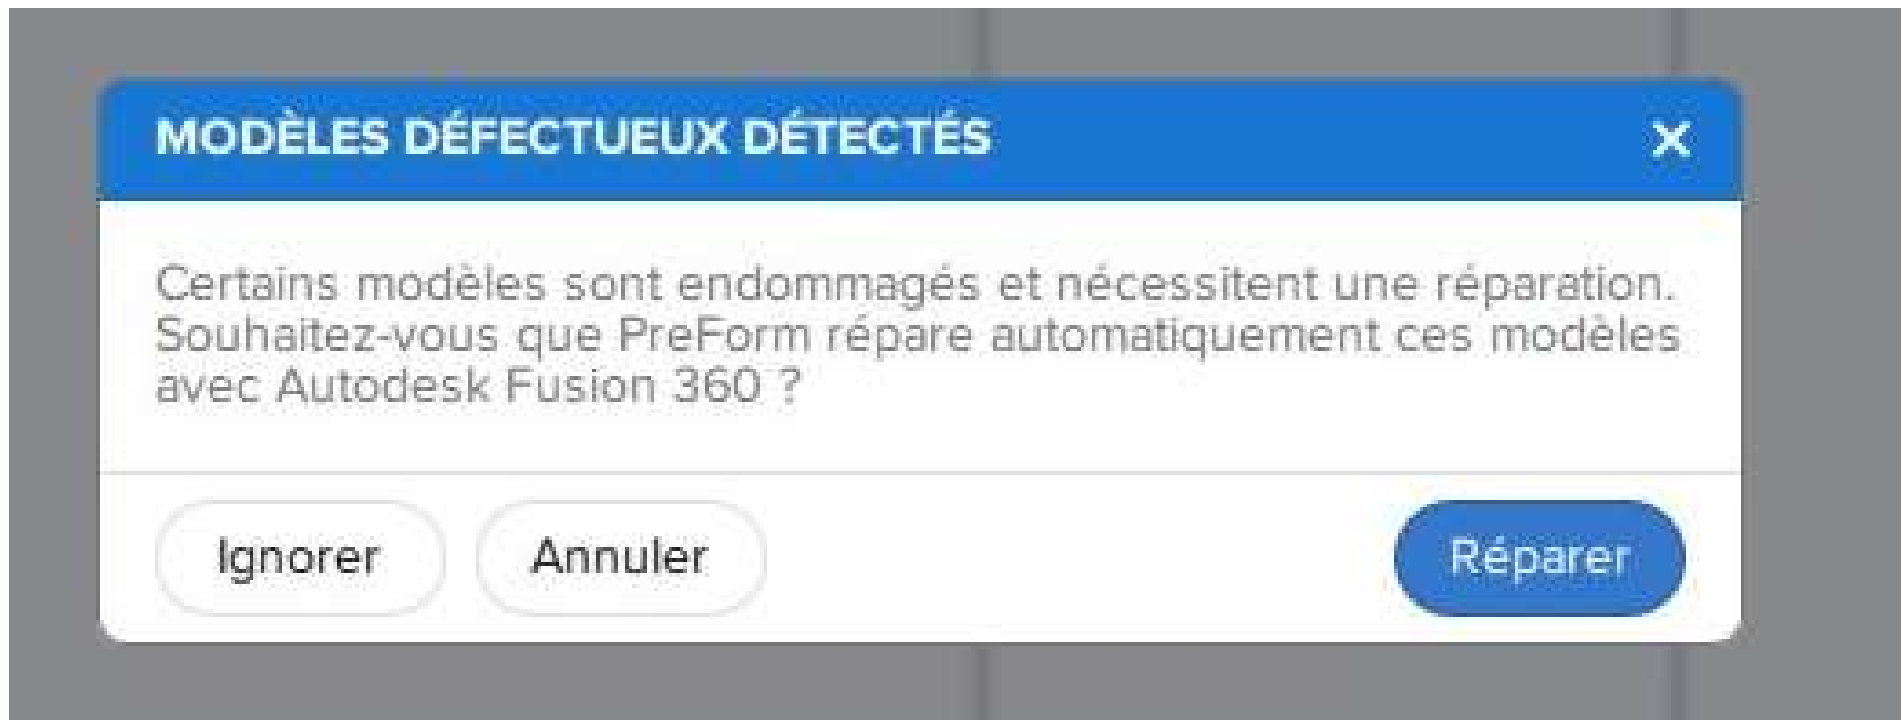 MODÈLES DÉFECTUEUX DÉTECTÉS
Certains modèles sont endommagés et nécessitent une réparation.
Souhaitez-vous que PreForm répare automatiquement ces modèles
avec Autodesk Fusion 360 ?
Ignorer Annuler Réparer